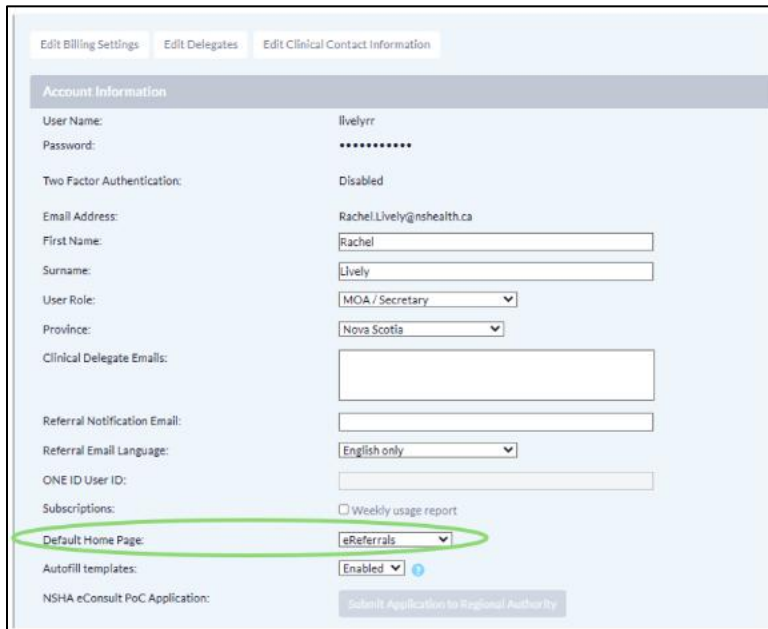 Edit Billing Settings Edit Delegates Edit Clinical Contact Information
Account Information
User Name: livelyrr
Password: •••••••••••
Two Factor Authentication: Disabled
Email Address: Rachel.Lively@nshealth.ca
First Name: Rachel
Surname: Lively
User Role: MOA / Secretary
Province: Nova Scotia
Clinical Delegate Emails:
Referral Notification Email:
Referral Email Language: English only
ONE ID User ID:
Subscriptions: Weekly usage report
Default Home Page: eReferrals
Autofill templates: Enabled ?
NSHA eConsult PoC Application: Submit Application to Regional Authority